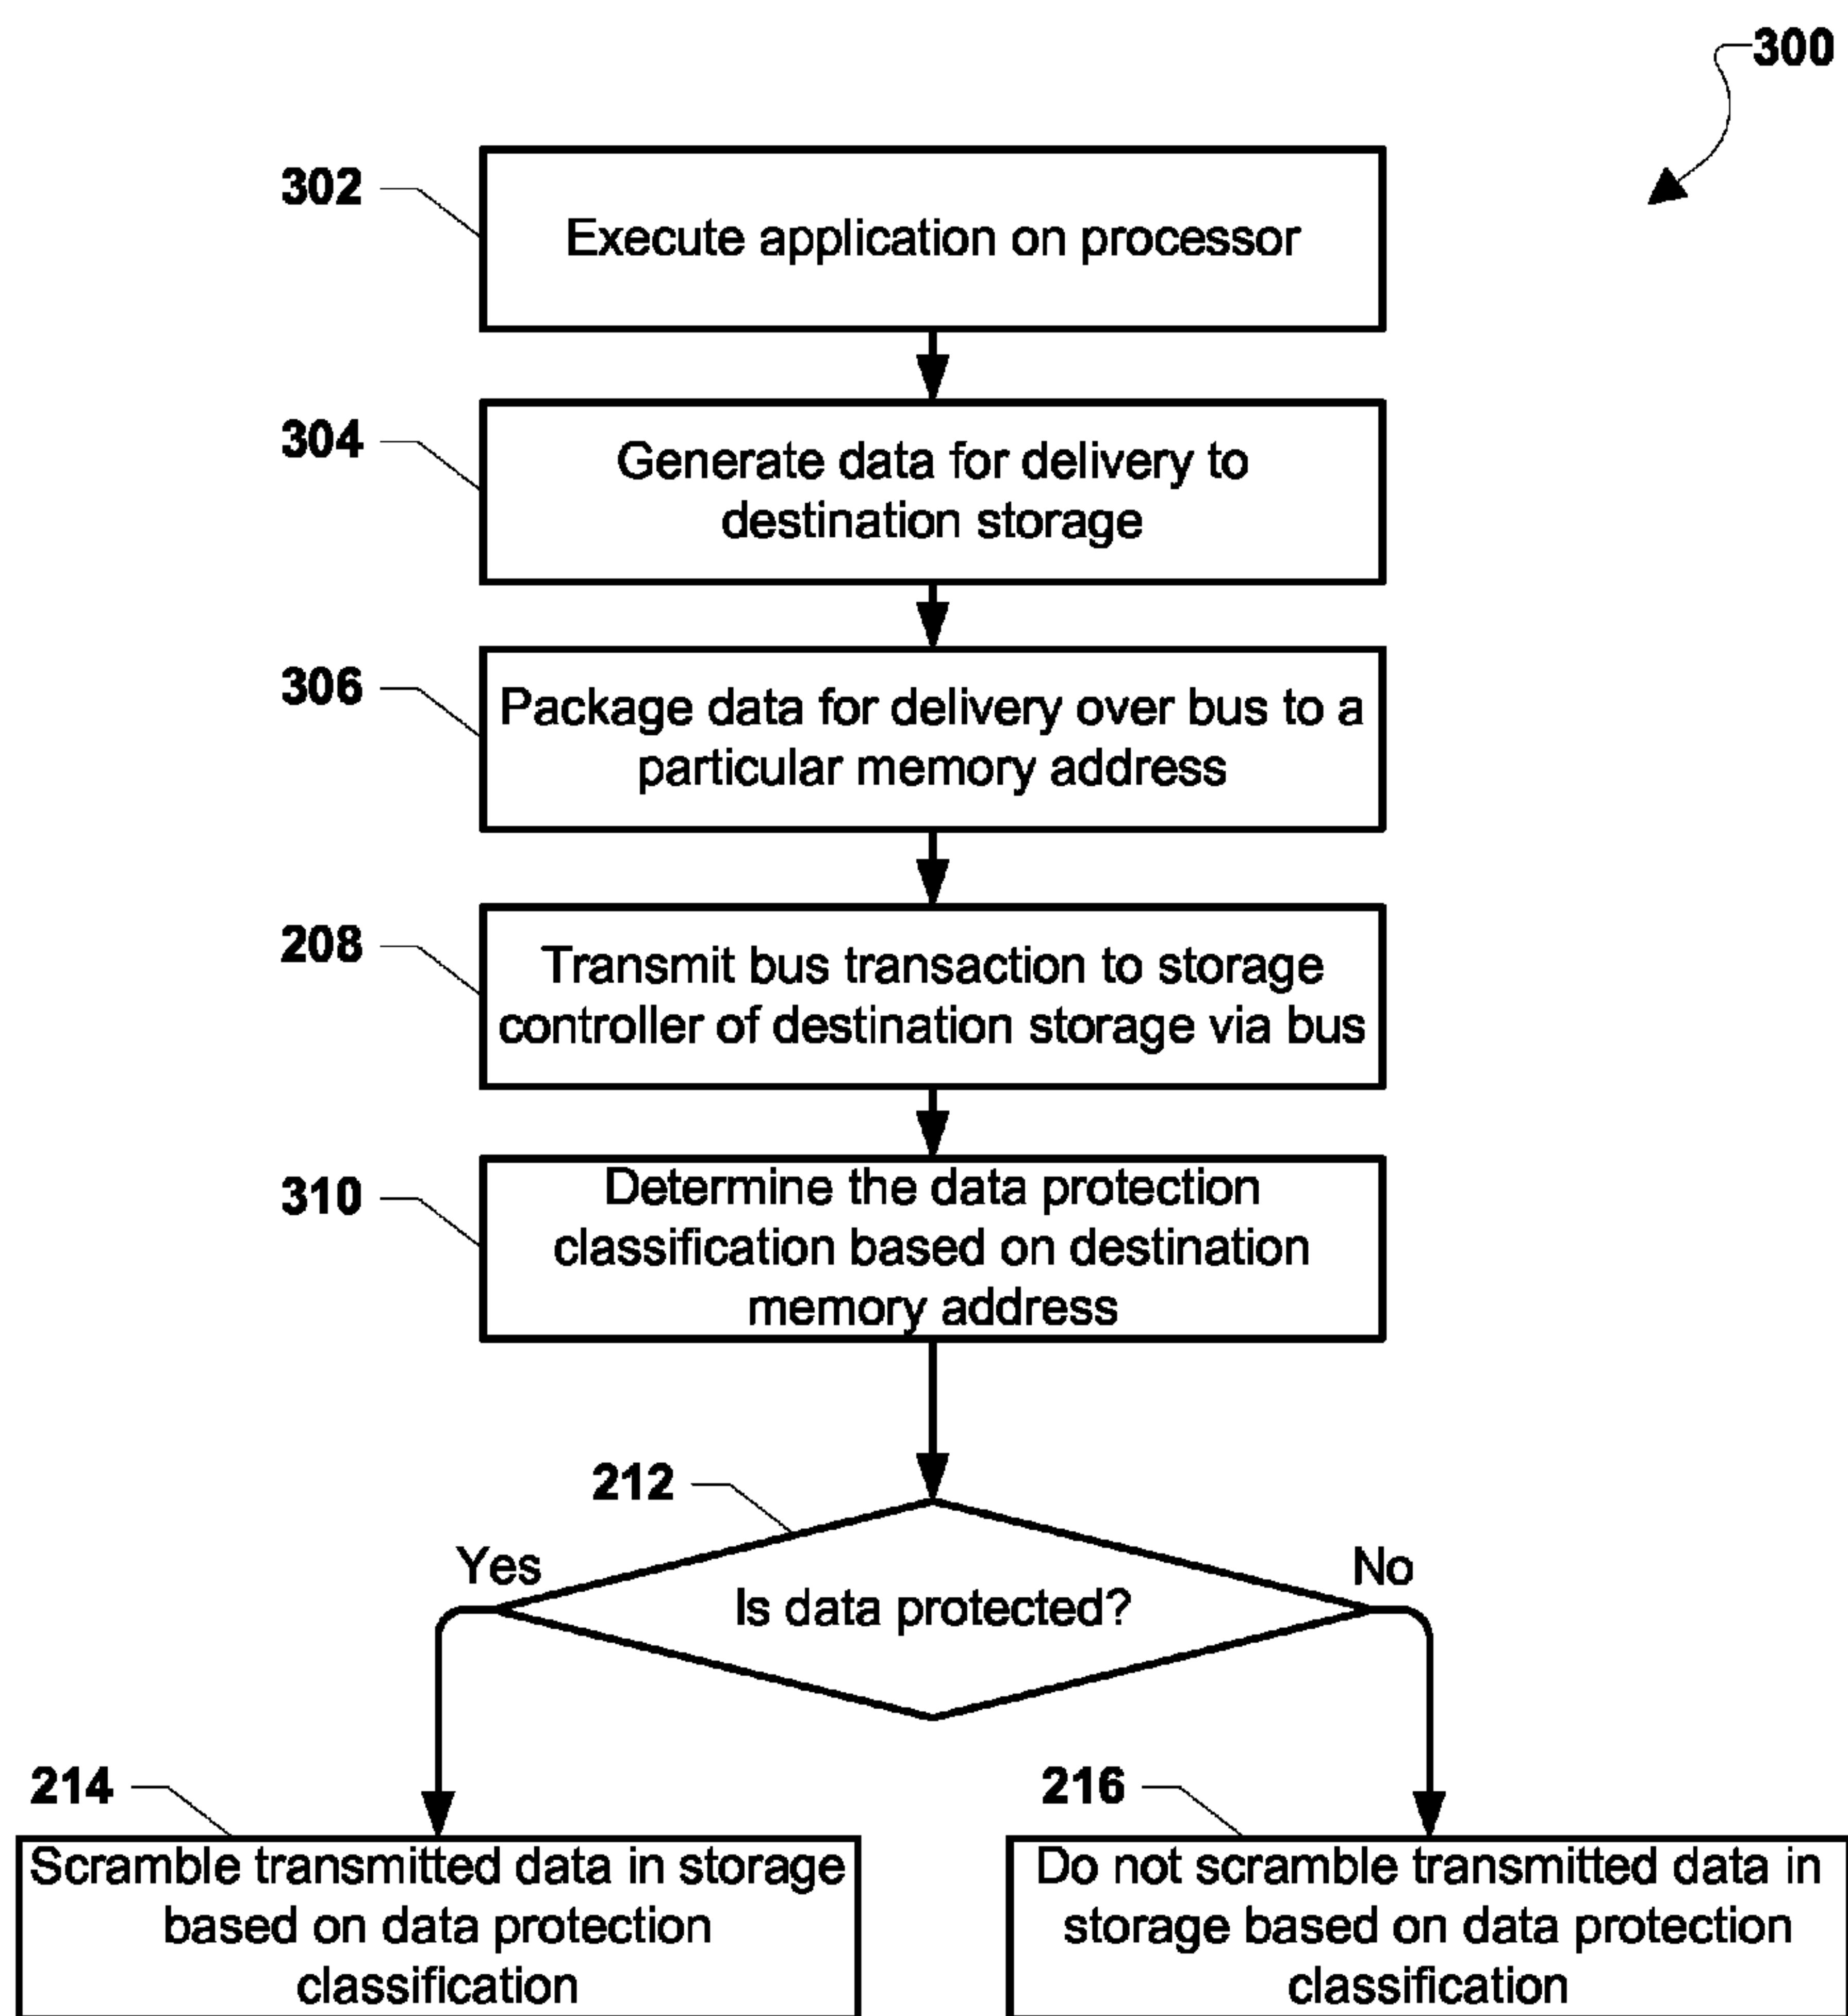 300
302
Execute application on processor
304
Generate data for delivery to
destination storage
306
Package data for delivery over bus to a
particular memory address
208
Transmit bus transaction to storage
controller of destination storage via bus
310
Determine the data protection
classification based on destination
memory address
212
Yes
No
Is data protected?
214
Scramble transmitted data in storage
based on data protection
classification
216
Do not scramble transmitted data in
storage based on data protection
classification